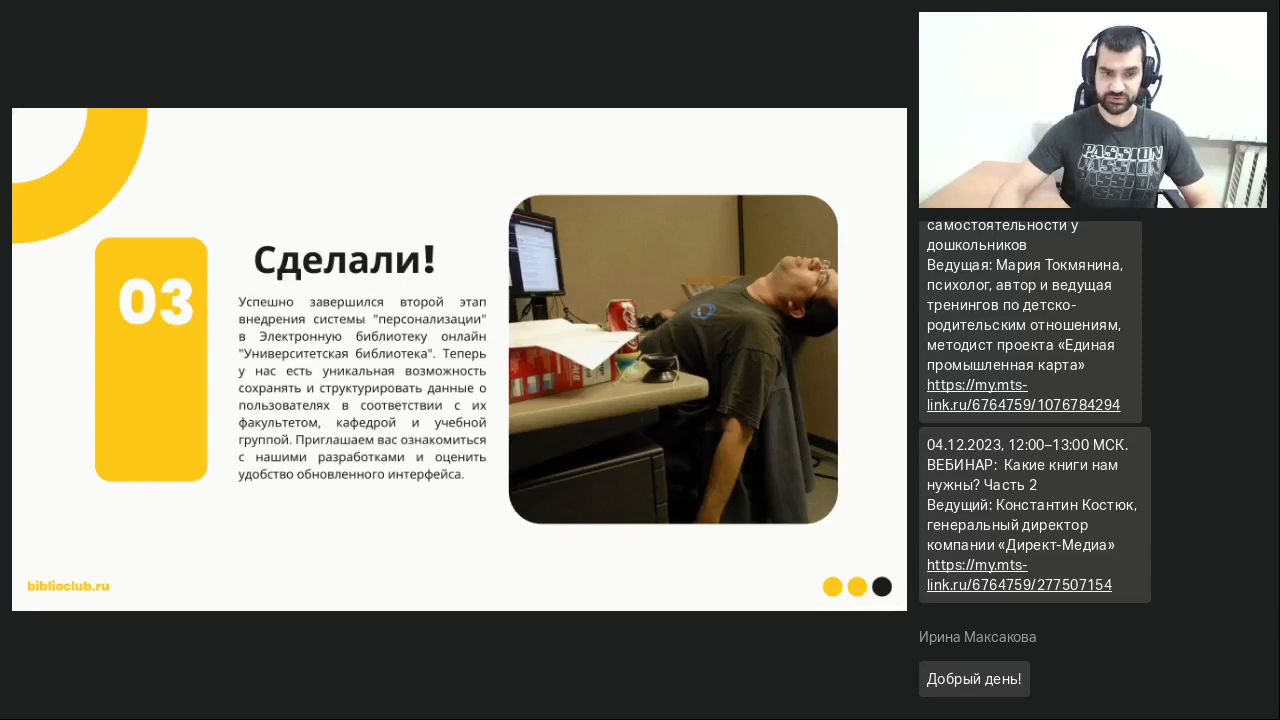 03
Сделали!
Успешно завершился второй этап
внедрения системы "персонализации"
в Электронную библиотеку онлайн
"Университетская библиотека". Теперь
у нас есть уникальная возможность
сохранять и структурировать данные о
пользователях в соответствии с их
факультетом, кафедрой и учебной
группой. Приглашаем вас ознакомиться
с нашими разработками и оценить
удобство обновленного интерфейса.
biblioclub.ru
PASSION
PASSION
PASSION
самостоятельности у
дошкольников
Ведущая: Мария Токмянина,
психолог, автор и ведущая
тренингов по детско-
родительским отношениям,
методист проекта «Единая
промышленная карта»
https://my.mts-
link.ru/6764759/1076784294
04.12.2023, 12:00–13:00 МСК.
ВЕБИНАР: Какие книги нам
нужны? Часть 2
Ведущий: Константин Костюк,
генеральный директор
компании «Директ-Медиа»
https://my.mts-
link.ru/6764759/277507154
Ирина Максакова
Добрый день!